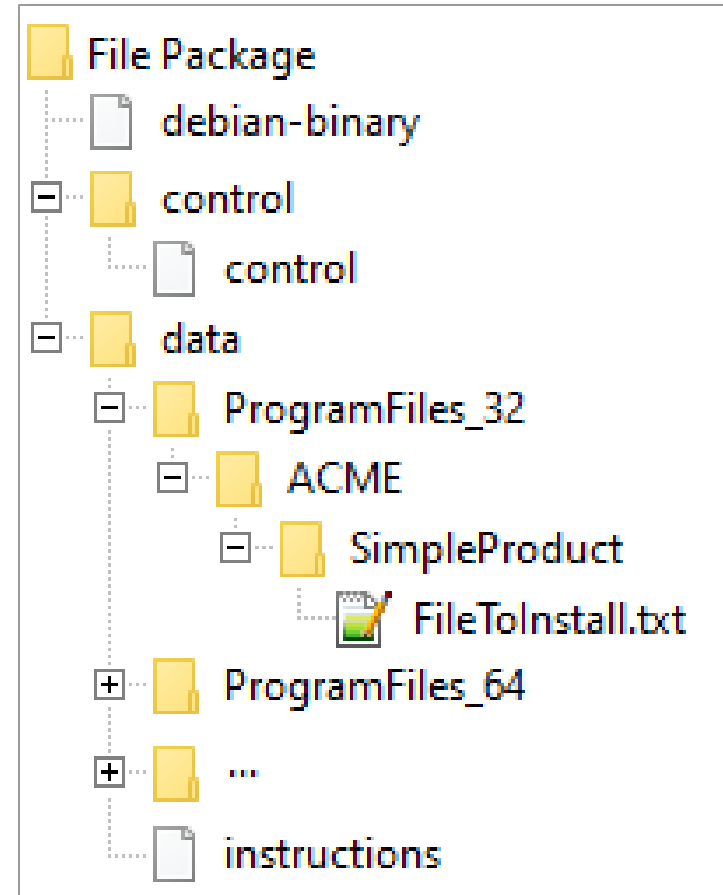 File Package
debian-binary
control
control
data
ProgramFiles_32
ACME
SimpleProduct
FileToInstall.txt
ProgramFiles_64
...
instructions